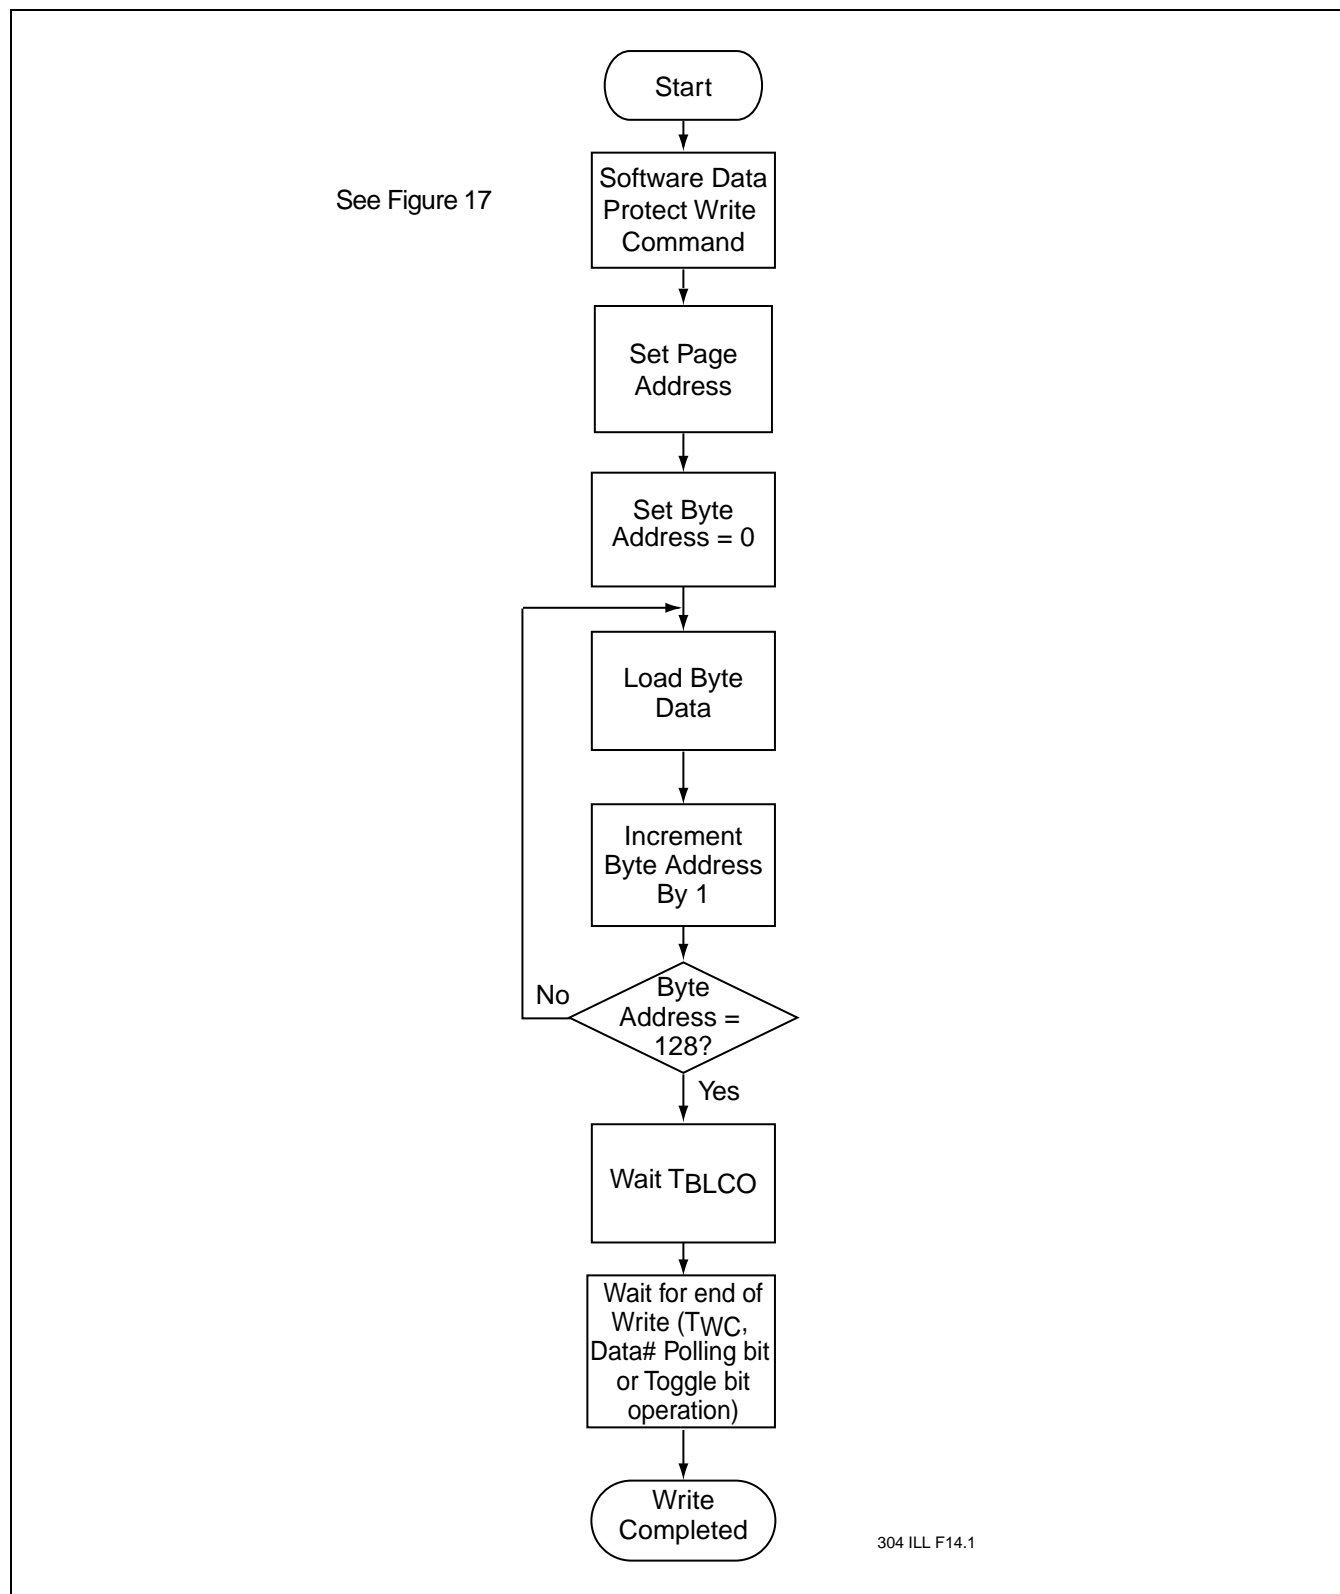 Start
See Figure 17
Software Data
Protect Write
Command
Set Page
Address
Set Byte
Address = 0
Load Byte
Data
Increment
Byte Address
By 1
Byte
Address =
128?
No
Yes
Wait TBLCO
Wait for end of
Write (TWC,
Data# Polling bit
or Toggle bit
operation)
Write
Completed
304 ILL F14.1